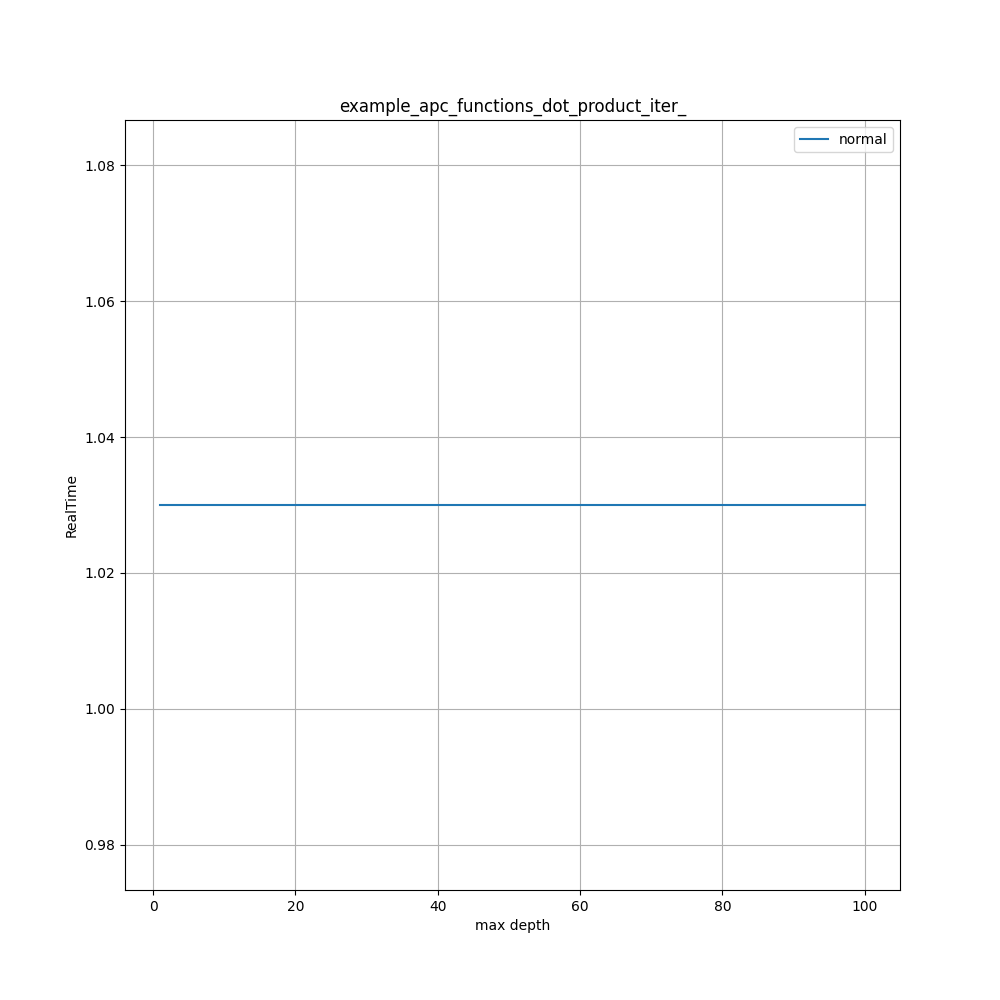 example_apc_functions_dot_product_iter_
normal
1.08
1.06
1.04
1.02
1.00
0.98
RealTime
0 20 40 60 80 100
max depth